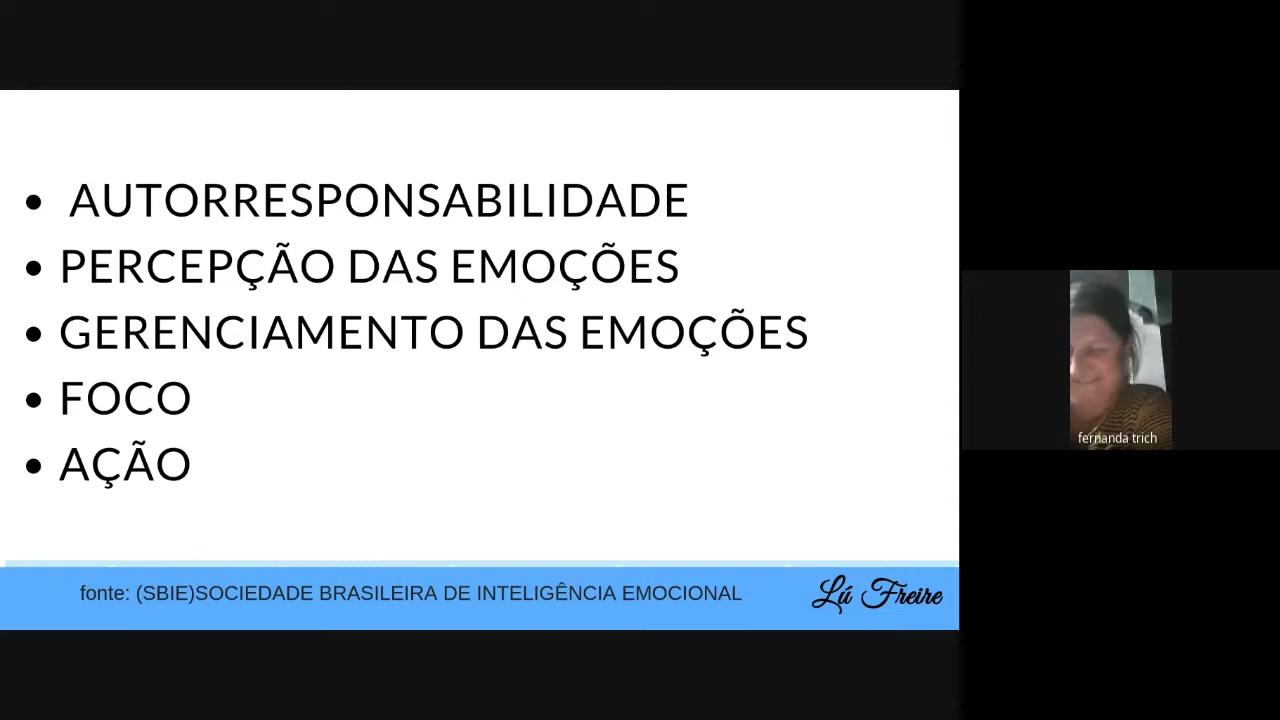 • AUTORRESPONSABILIDADE
• PERCEPÇÃO DAS EMOÇÕES
• GERENCIAMENTO DAS EMOÇÕES
• FOCO
• AÇÃO
fonte: (SBIE)SOCIEDADE BRASILEIRA DE INTELIGÊNCIA EMOCIONAL
Lú Freire
fernanda trich